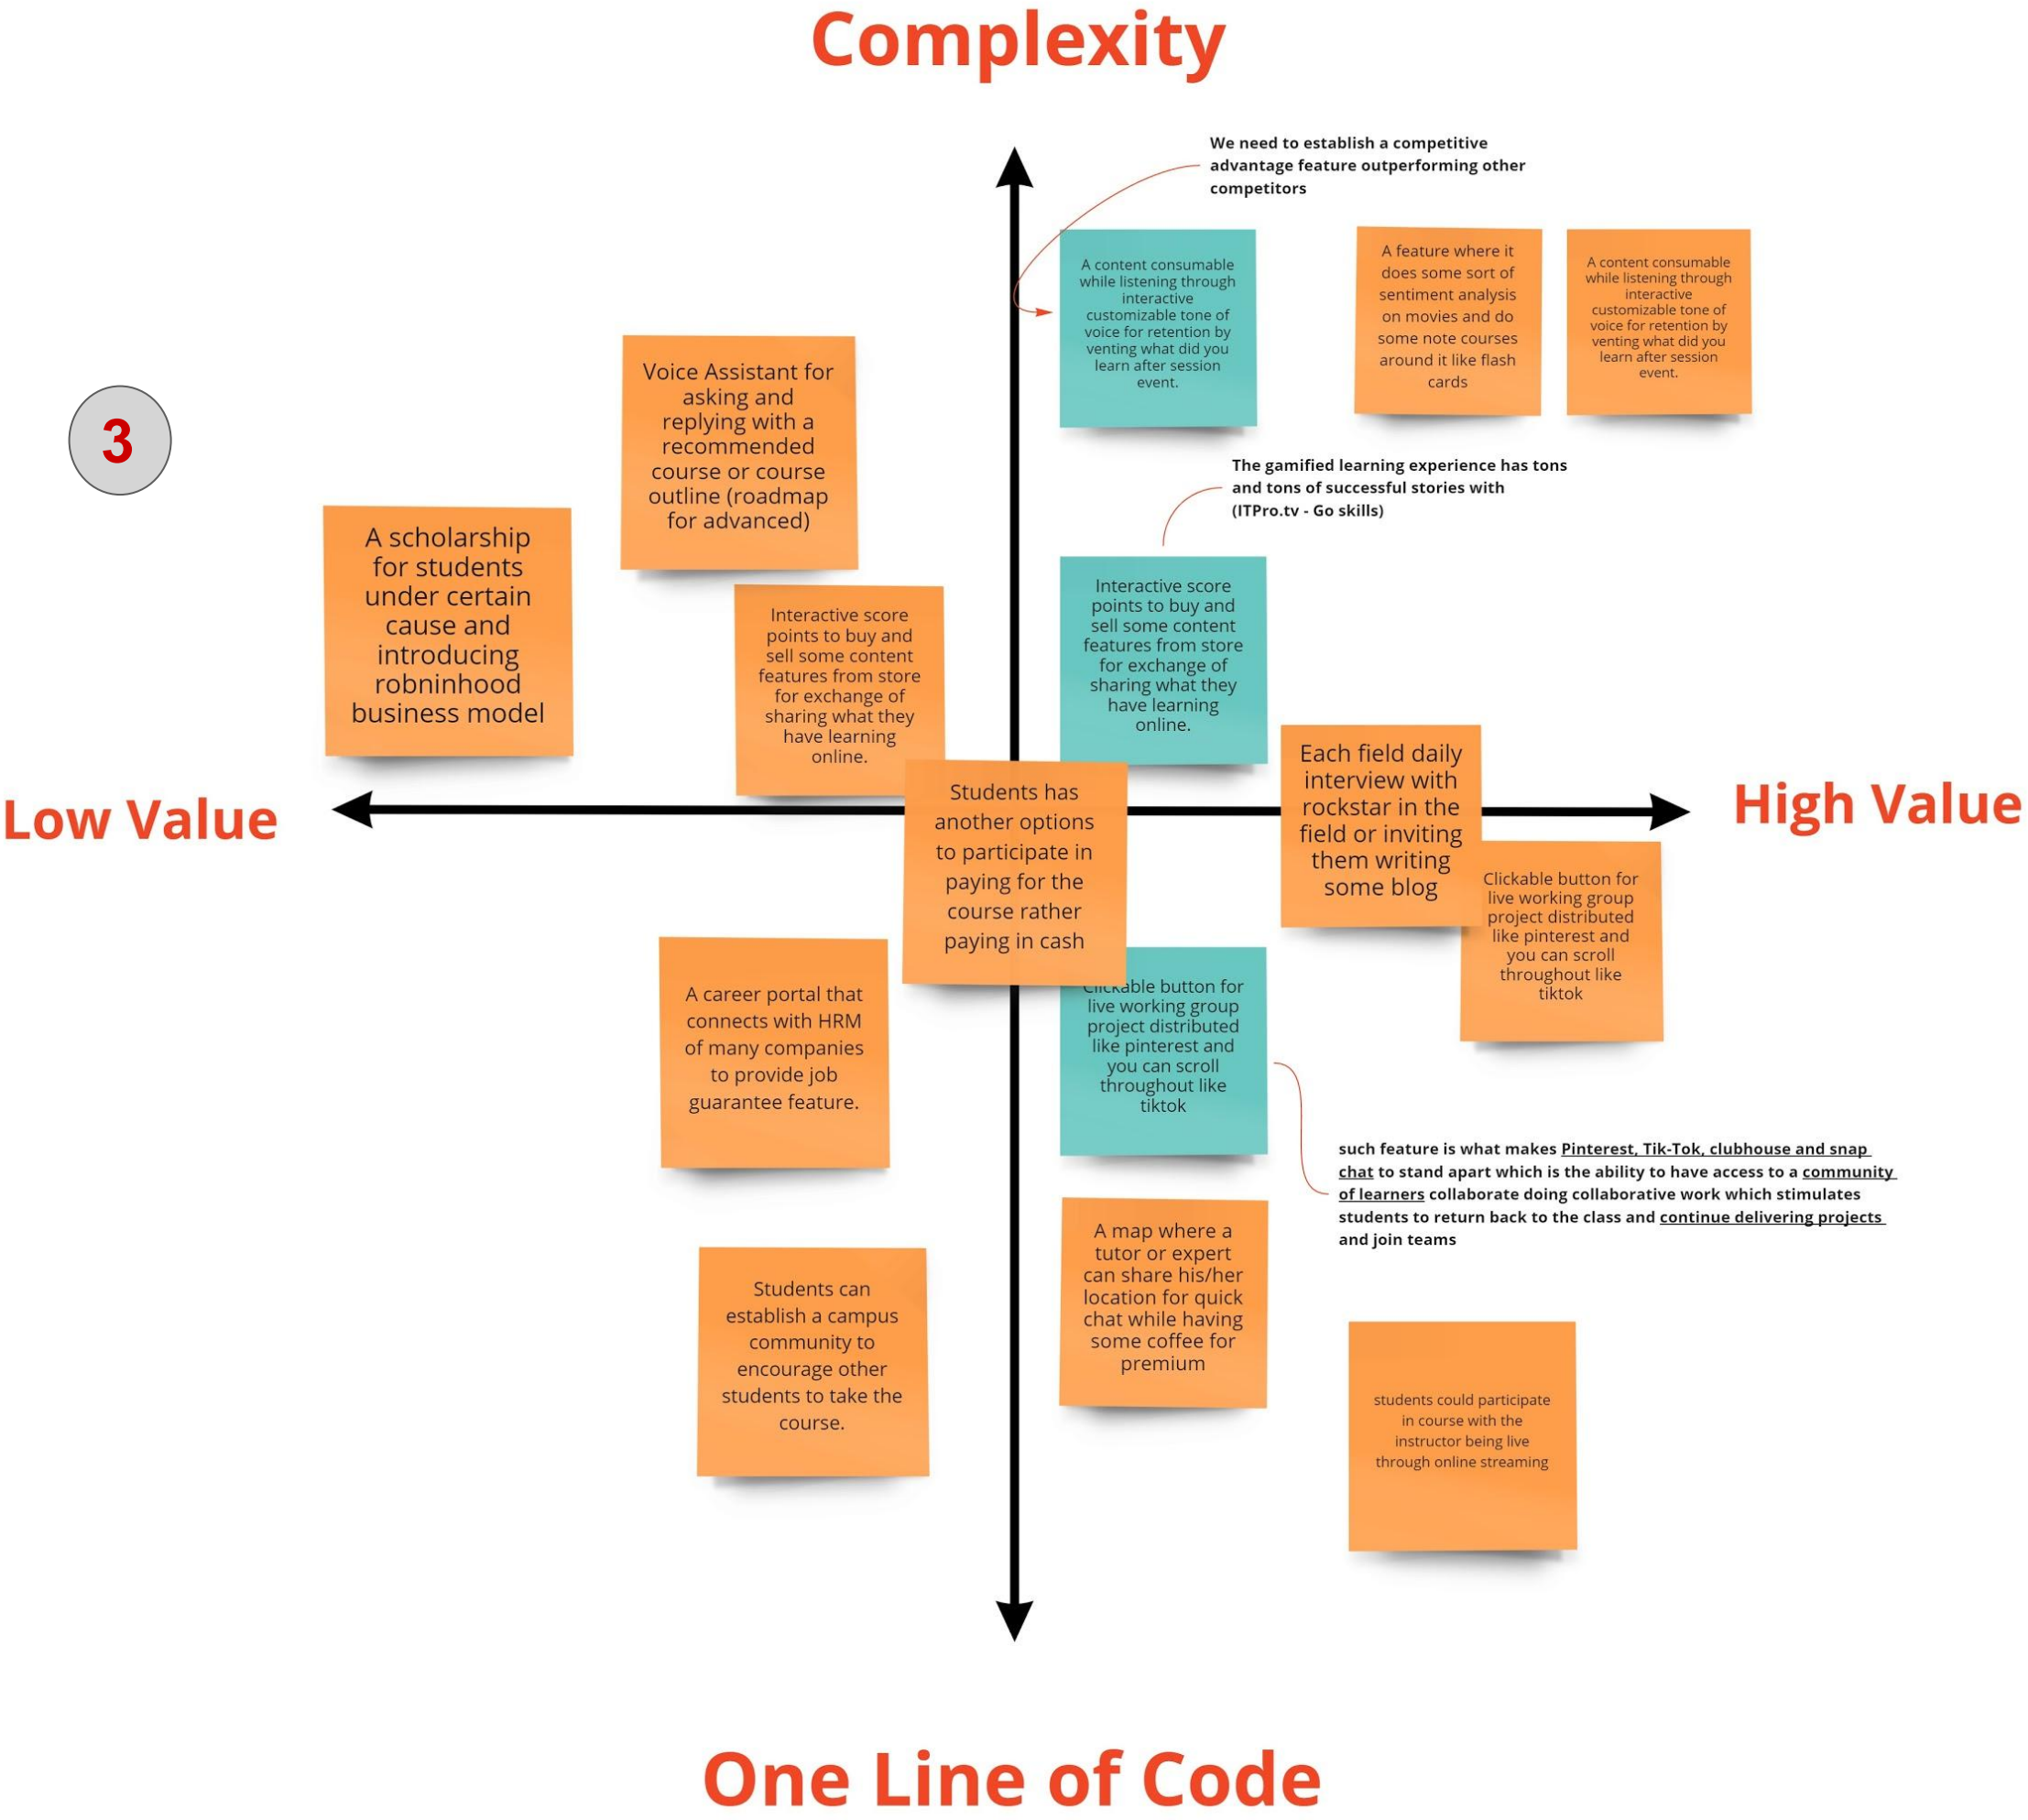 Complexity
We need to establish a competitive
advantage feature outperforming other
competitors
A content consumable
while listening through
interactive
customizable tone of
voice for retention by
venting what did you
learn after session
event.
A feature where it
does some sort of
sentiment analysis
on movies and do
some note courses
around it like flash
cards
A content consumable
while listening through
interactive
customizable tone of
voice for retention by
venting what did you
learn after session
event.
3
Voice Assistant for
asking and
replying with a
recommended
course or course
outline (roadmap
for advanced)
The gamified learning experience has tons
and tons of successful stories with
(ITPro.tv - Go skills)
A scholarship
for students
under certain
cause and
introducing
robninhood
business model
Interactive score
points to buy and
sell some content
features from store
for exchange of
sharing what they
have learning
online.
Interactive score
points to buy and
sell some content
features from store
for exchange of
sharing what they
have learning
online.
Low Value
High Value
Students has
another options
to participate in
paying for the
course rather
paying in cash
Each field daily
interview with
rockstar in the
field or inviting
them writing
some blog
Clickable button for
live working group
project distributed
like pinterest and
you can scroll
throughout like
tiktok
A career portal that
connects with HRM
of many companies
to provide job
guarantee feature.
Clickable button for
live working group
project distributed
like pinterest and
you can scroll
throughout like
tiktok
such feature is what makes Pinterest, Tik-Tok, clubhouse and snap
chat to stand apart which is the ability to have access to a community
of learners collaborate doing collaborative work which stimulates
students to return back to the class and continue delivering projects
and join teams
A map where a
tutor or expert
can share his/her
location for quick
chat while having
some coffee for
premium
Students can
establish a campus
community to
encourage other
students to take the
course.
students could participate
in course with the
instructor being live
through online streaming
One Line of Code